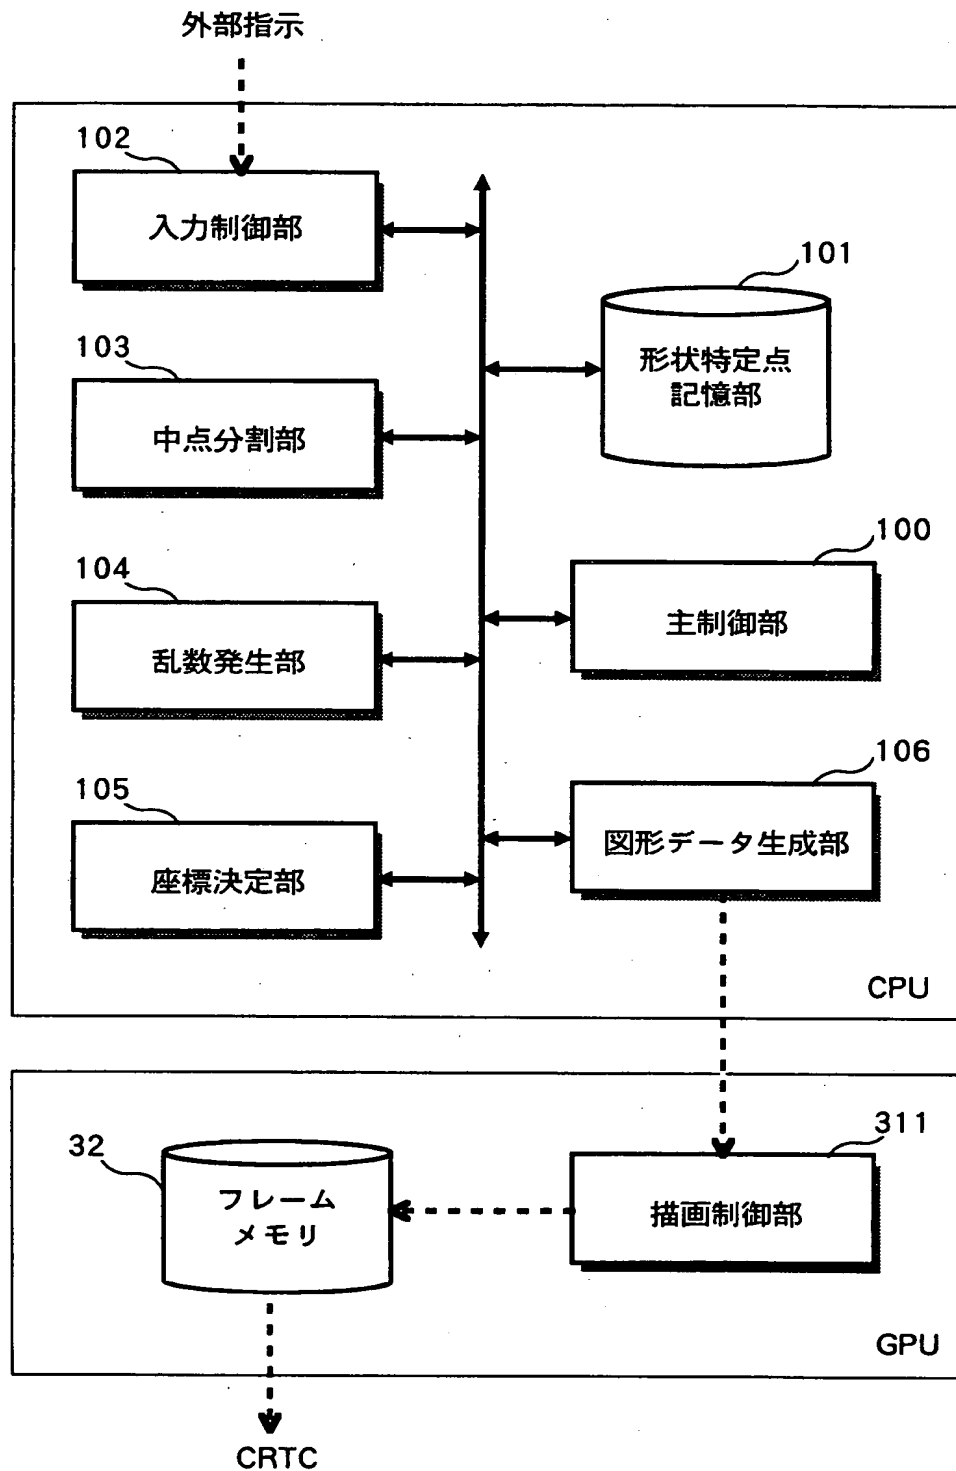 外部指示
102
入力制御部
101
形状特定点
記憶部
103
中点分割部
100
主制御部
104
乱数発生部
106
図形データ生成部
105
座標決定部
CPU
32
フレーム
メモリ
311
描画制御部
GPU
CRTC